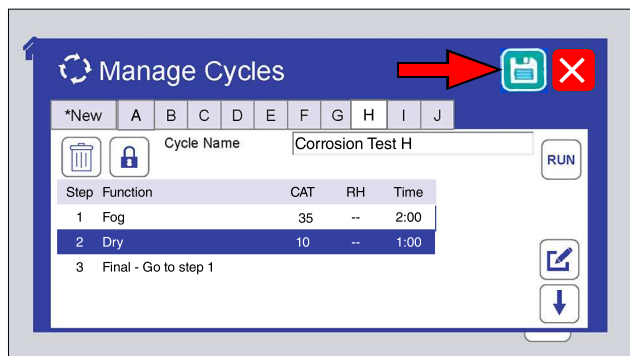 Manage Cycles
*New A B C D E F G H I J
Cycle Name Corrosion Test H
RUN
Step Function CAT RH Time
1 Fog 35 -- 2:00
2 Dry 10 -- 1:00
3 Final - Go to step 1